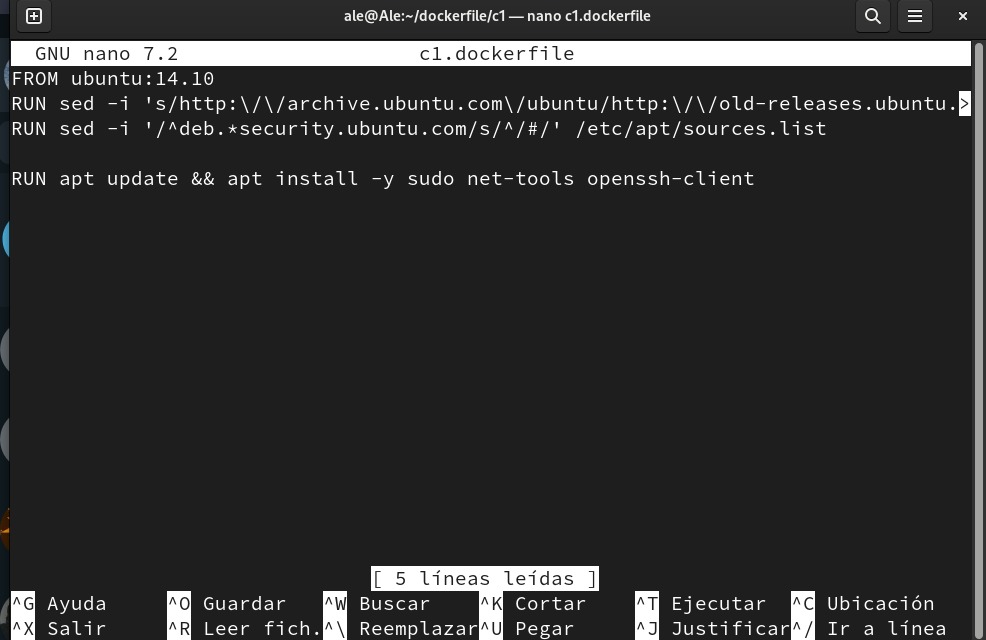 ale@Ale:~/dockerfile/c1 — nano c1.dockerfile
GNU nano 7.2 c1.dockerfile
FROM ubuntu:14.10
RUN sed -i 's/http:\/\/archive.ubuntu.com\/ubuntu/http:\/\/old-releases.ubuntu.>
RUN sed -i '/^deb.*security.ubuntu.com/s/^/#/' /etc/apt/sources.list
RUN apt update && apt install -y sudo net-tools openssh-client
[ 5 líneas leídas ]
^G Ayuda ^O Guardar ^W Buscar ^K Cortar ^T Ejecutar ^C Ubicación
^X Salir ^R Leer fich. ^\ Reemplazar ^U Pegar ^J Justificar ^/ Ir a línea